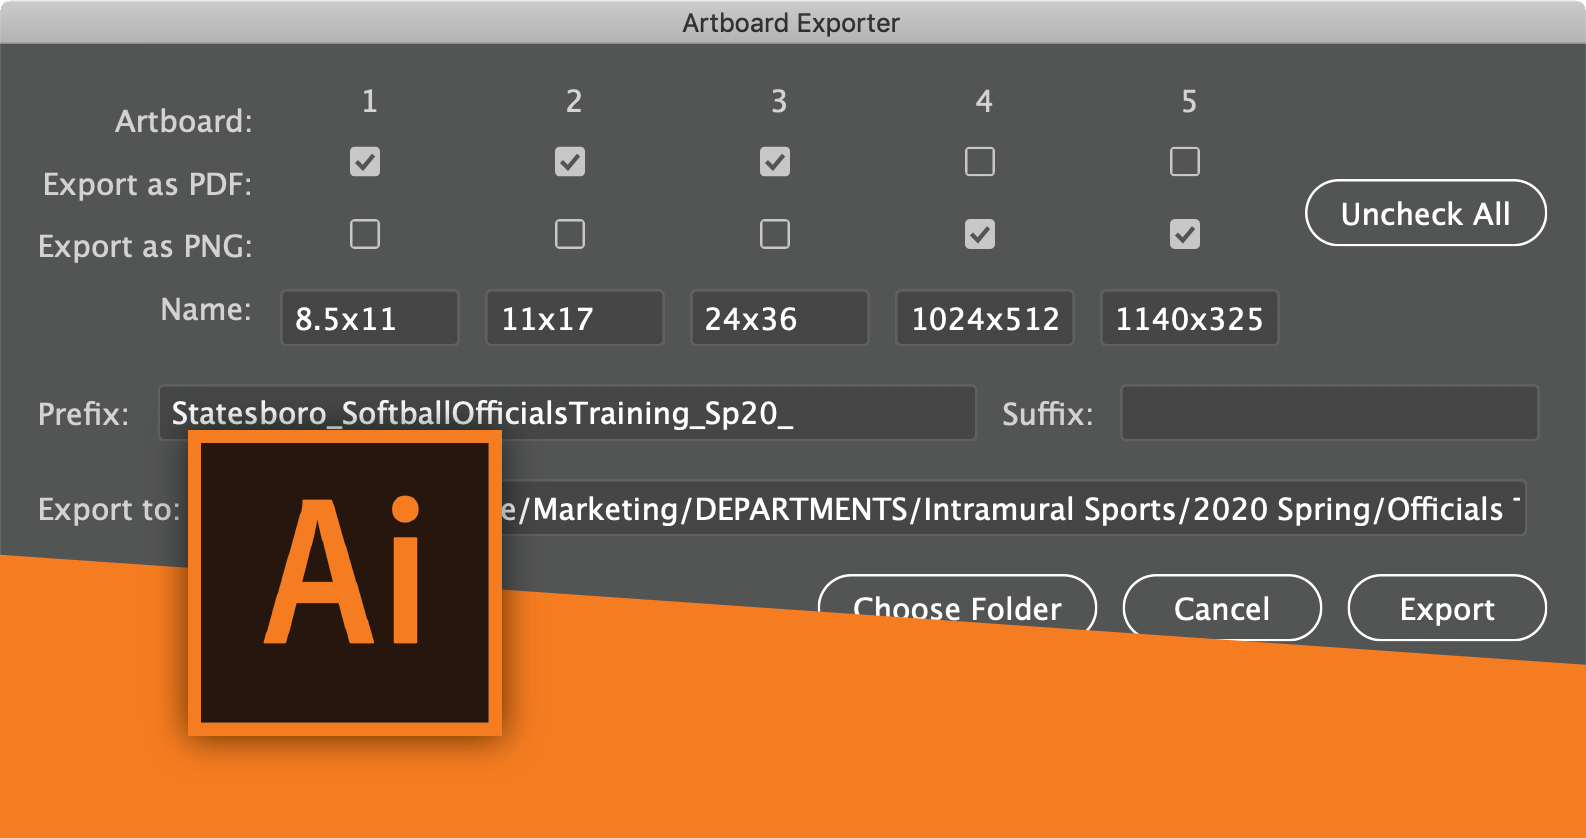 Artboard Exporter
Artboard: 1 2 3 4 5
Export as PDF:
Export as PNG:
Uncheck All
Name: 8.5x11 11x17 24x36 1024x512 1140x325
Prefix: Statesboro_SoftballOfficialsTraining_Sp20_ Suffix:
Export to: /Marketing/DEPARTMENTS/Intramural Sports/2020 Spring/Officials
Choose Folder Cancel Export
Ai